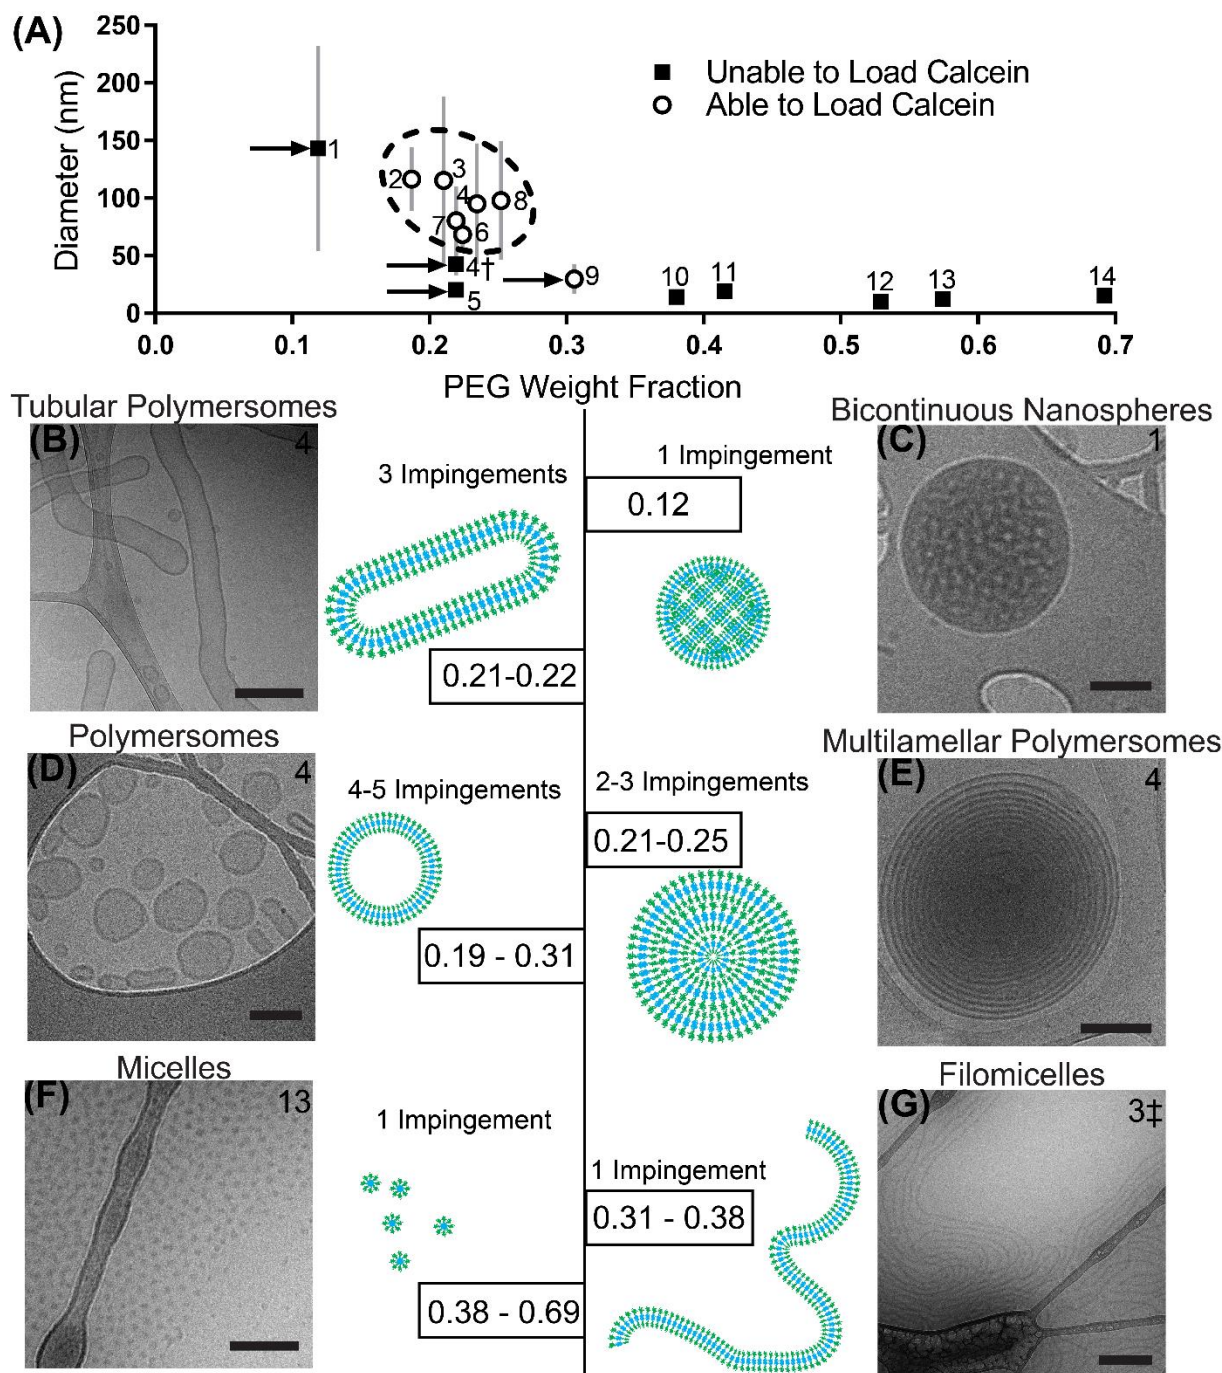 (A)
250
200
150
100
50
0
Diameter (nm)
Unable to Load Calcein
Able to Load Calcein
1
2
3
4
7
6
8
4†
5
9
10
11
12
13
14
0.0 0.1 0.2 0.3 0.4 0.5 0.6 0.7
PEG Weight Fraction
Tubular Polymersomes
(B)
4
3 Impingements
0.21-0.22
Bicontinuous Nanospheres
(C)
1
1 Impingement
0.12
Polymersomes
(D)
4
4-5 Impingements
0.19 - 0.31
Multilamellar Polymersomes
(E)
4
2-3 Impingements
0.21-0.25
Micelles
(F)
13
1 Impingement
0.38 - 0.69
Filomicelles
(G)
3‡
1 Impingement
0.31 - 0.38